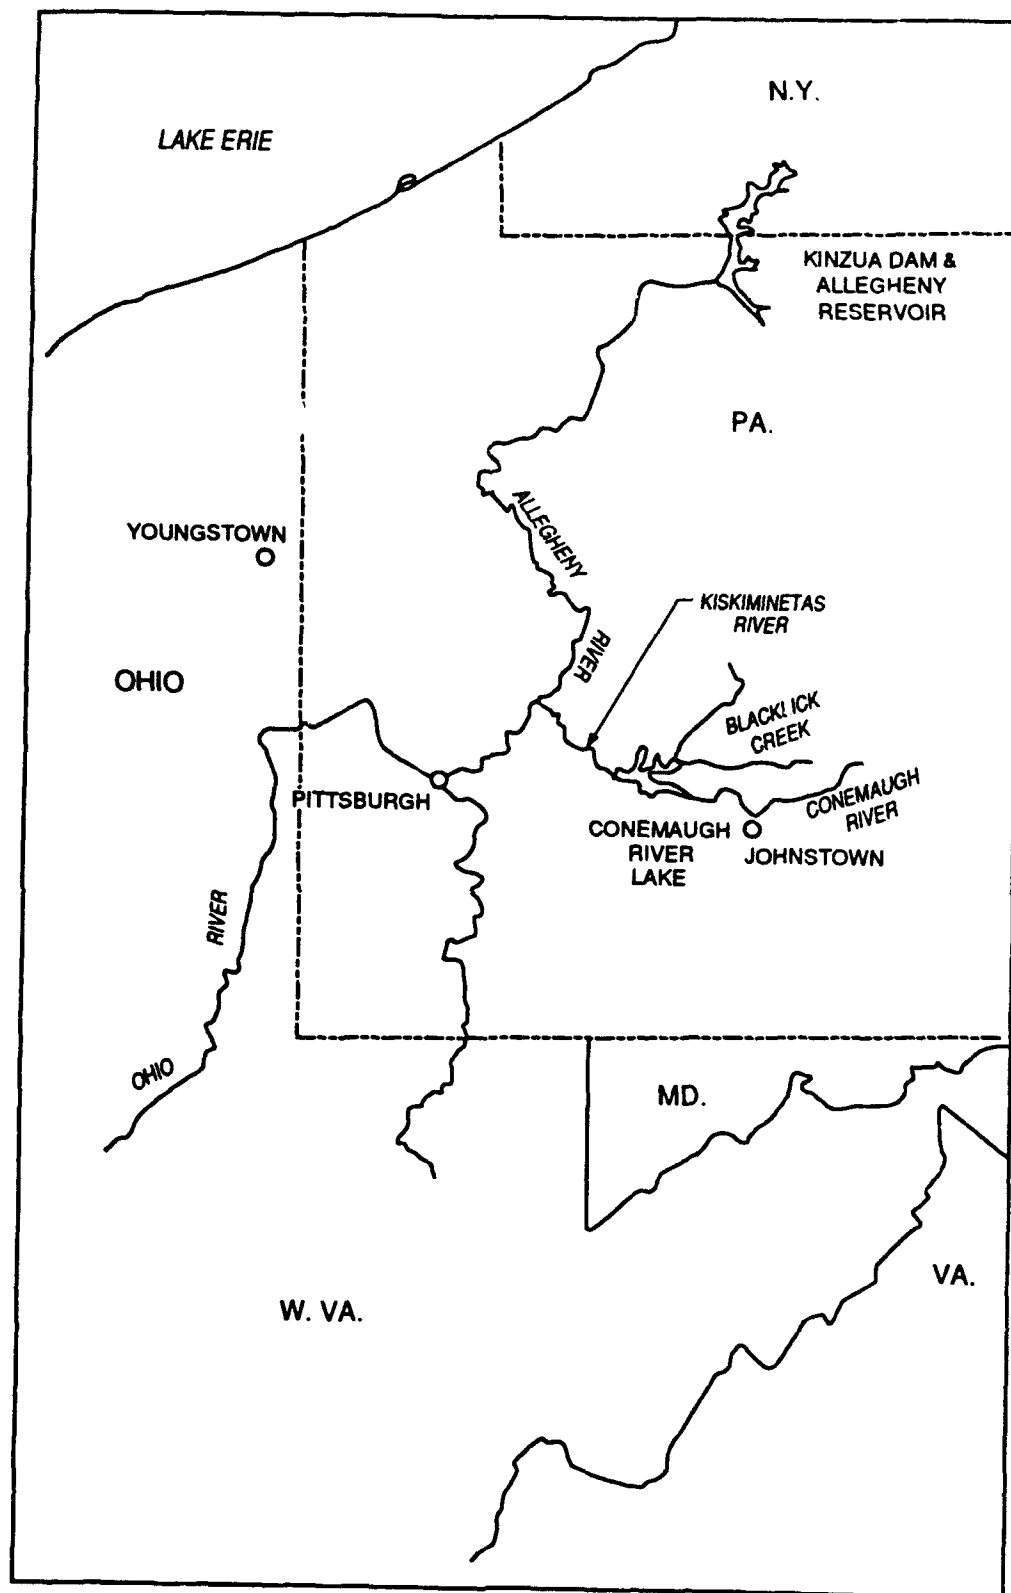 N.Y.
LAKE ERIE
KINZUA DAM &
ALLEGHENY
RESERVOIR
PA.
ALLEGHENY
RIVER
YOUNGSTOWN
KISKIMINETAS
RIVER
OHIO
BLACKLICK
CREEK
PITTSBURGH
CONEMAUGH
RIVER
CONEMAUGH
RIVER
LAKE
JOHNSTOWN
OHIO
RIVER
MD.
VA.
W. VA.